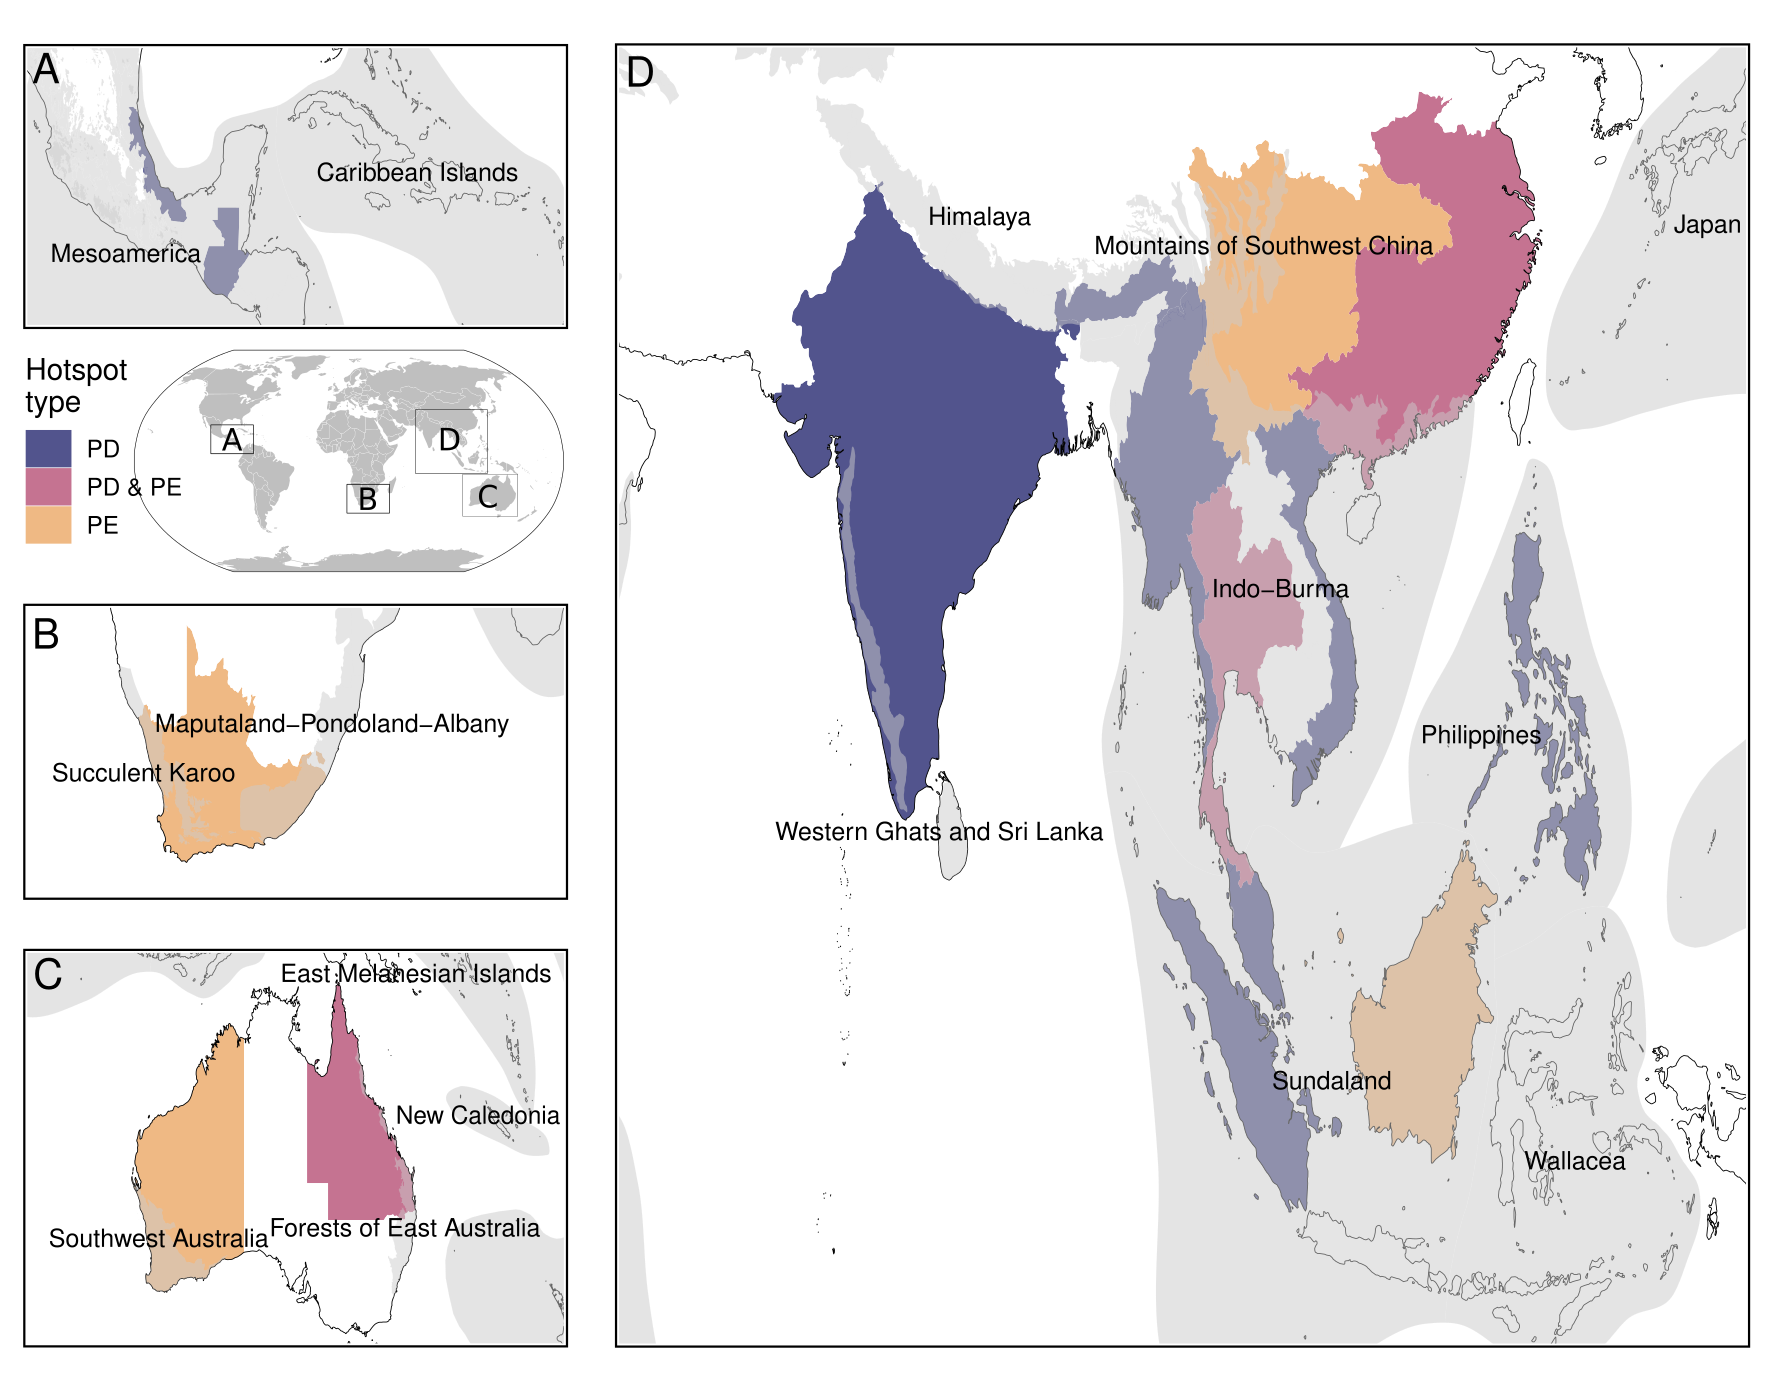 A
Caribbean Islands
Mesoamerica
Hotspot
type
PD
PD & PE
PE
A
B
C
D
B
Maputaland–Pondoland–Albany
Succulent Karoo
C
East Melanesian Islands
New Caledonia
Southwest Australia
Forests of East Australia
D
Himalaya
Mountains of Southwest China
Japan
Indo–Burma
Philippines
Western Ghats and Sri Lanka
Sundaland
Wallacea